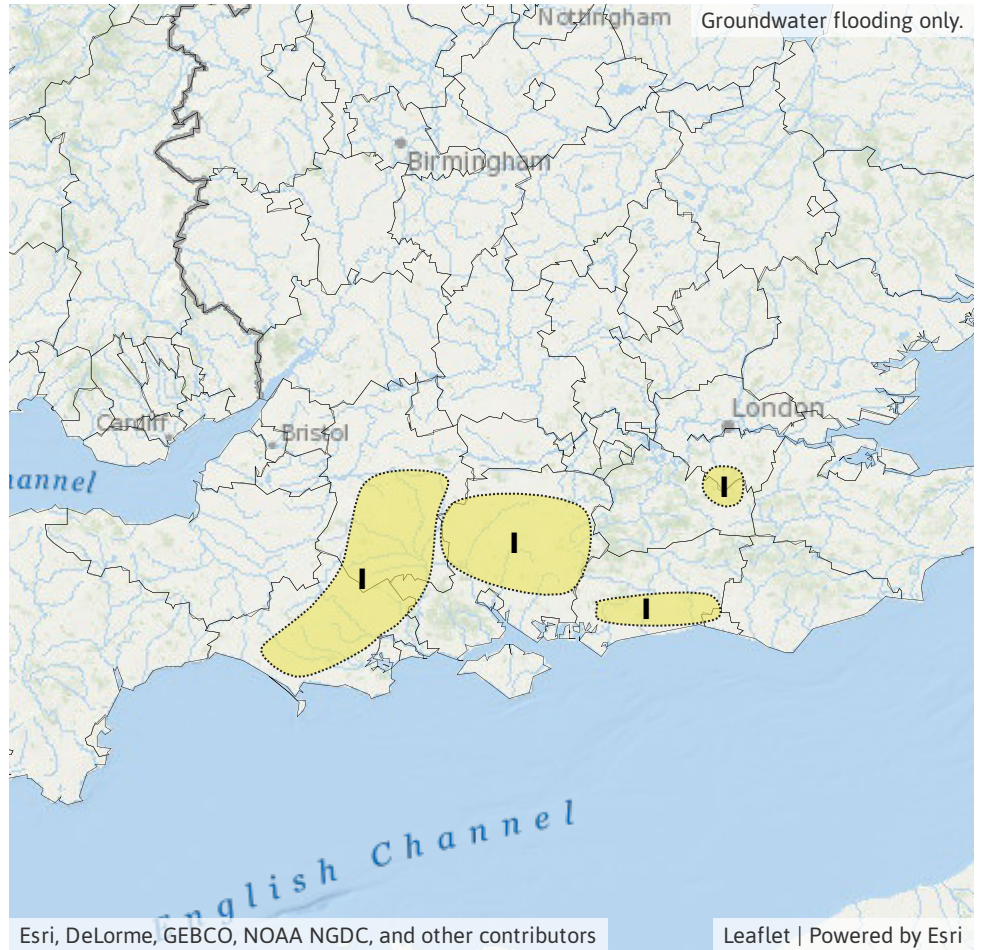 Nottingham
Groundwater flooding only.
Birmingham
London
Cardiff
Bristol
hannel
I
I
I
I
English Channel
Esri, DeLorme, GEBCO, NOAA NGDC, and other contributors
Leaflet | Powered by Esri